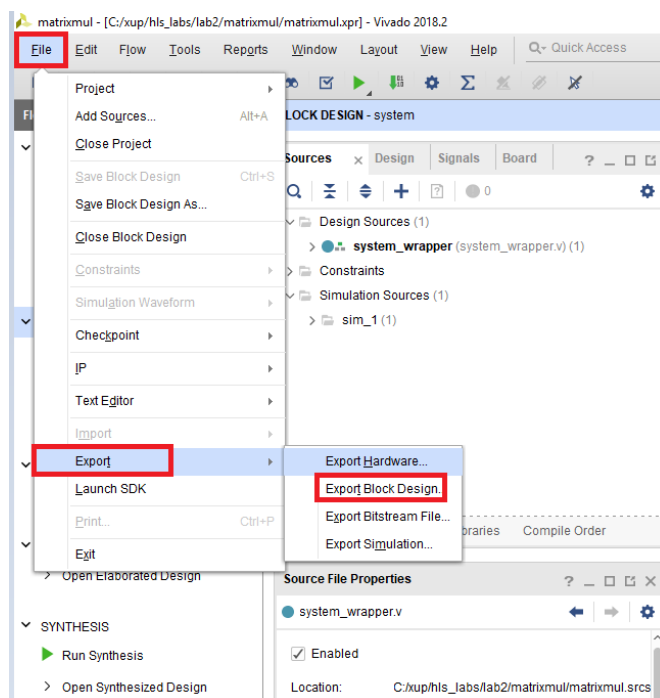 matrixmul - [C:/xup/hls_labs/lab2/matrixmul/matrixmul.xpr] - Vivado 2018.2
File Edit Flow Tools Reports Window Layout View Help Quick Access
BLOCK DESIGN - system
Project
Add Sources... Alt+A
Close Project
Save Block Design Ctrl+S
Save Block Design As...
Close Block Design
Constraints
Simulation Waveform
Checkpoint
IP
Text Editor
Import
Export
Launch SDK
Print... Ctrl+P
Exit
Export Hardware...
Export Block Design.
Export Bitstream File...
Export Simulation...
Sources Design Signals Board
0
Design Sources (1)
system_wrapper (system_wrapper.v) (1)
Constraints
Simulation Sources (1)
sim_1 (1)
braries Compile Order
Open Elaborated Design
SYNTHESIS
Run Synthesis
Open Synthesized Design
Source File Properties
system_wrapper.v
Enabled
Location: C:/xup/hls_labs/lab2/matrixmul/matrixmul.srcs